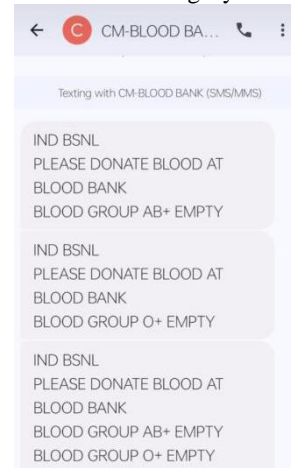 CM-BLOOD BA...
Texting with CM-BLOOD BANK (SMS/MMS)
IND BSNL
PLEASE DONATE BLOOD AT
BLOOD BANK
BLOOD GROUP AB+ EMPTY
IND BSNL
PLEASE DONATE BLOOD AT
BLOOD BANK
BLOOD GROUP O+ EMPTY
IND BSNL
PLEASE DONATE BLOOD AT
BLOOD BANK
BLOOD GROUP AB+ EMPTY
BLOOD GROUP O+ EMPTY